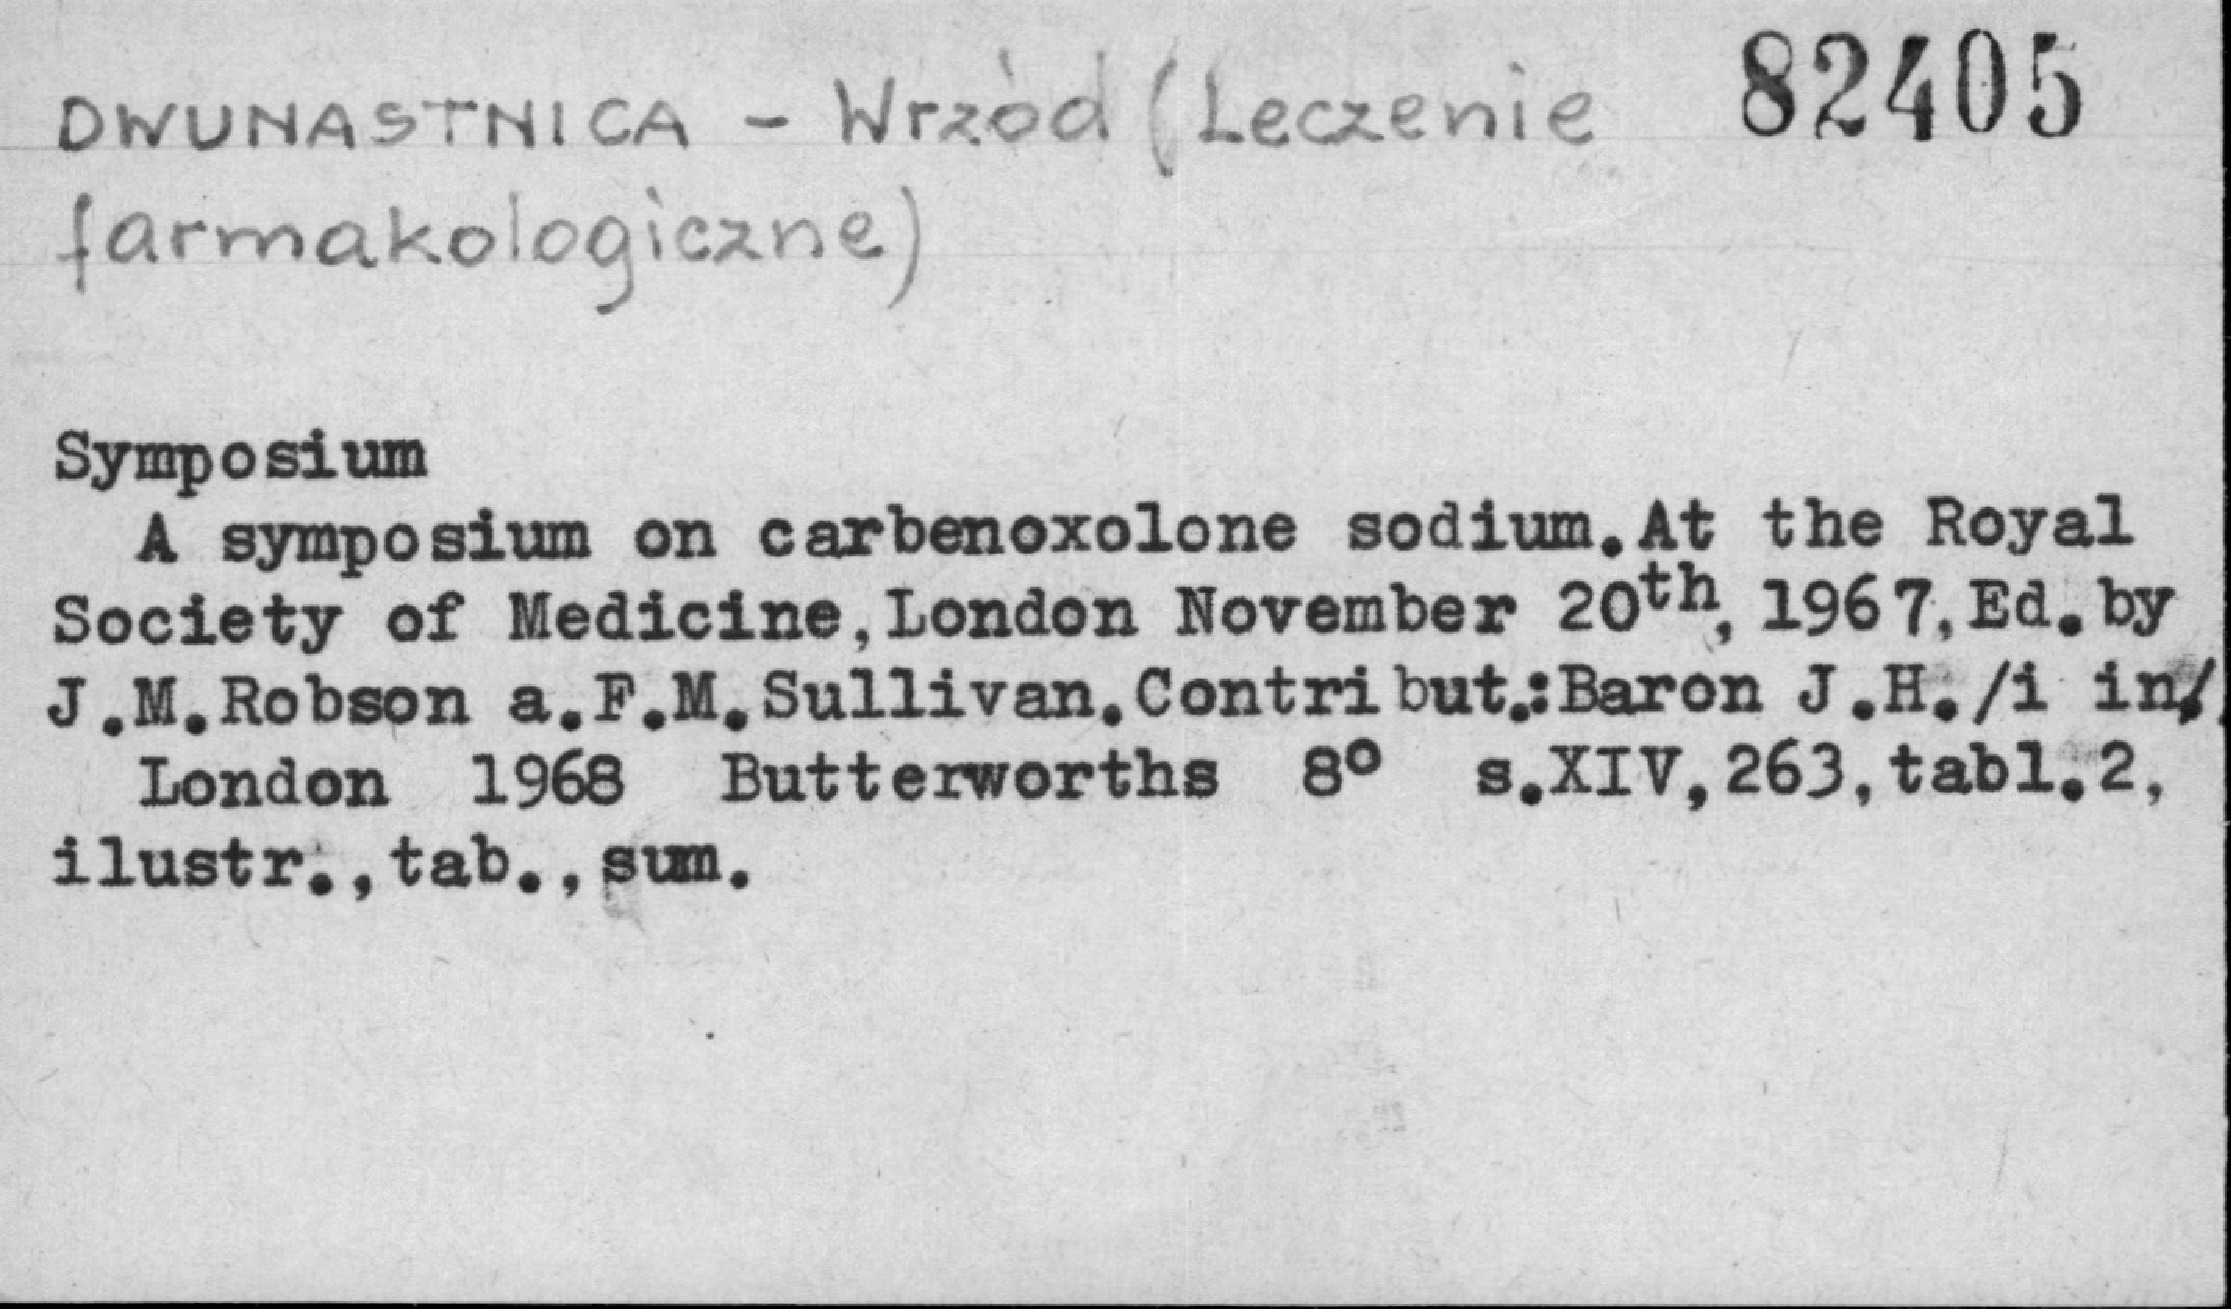 82405
DWUNASTNICA - Wrzód (Leczenie
farmakologiczne)
Symposium
A symposium on carbenoxolone sodium.At the Royal
Society of Medicine,London November 20th, 1967.Ed.by
J.M.Robson a.F.M.Sullivan.Contribut.:Baron J.H./i in/.
London 1968 Butterworths 8° s.XIV,263,tabl.2,
ilustr.,tab.,sum.